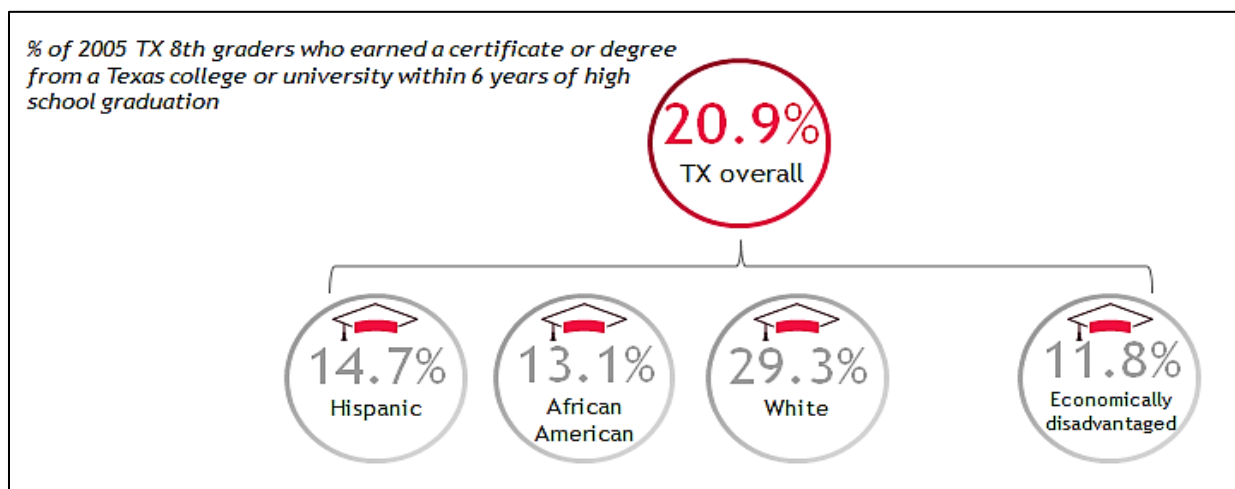 % of 2005 TX 8th graders who earned a certificate or degree
from a Texas college or university within 6 years of high
school graduation
20.9%
TX overall
14.7%
Hispanic
13.1%
African
American
29.3%
White
11.8%
Economically
disadvantaged